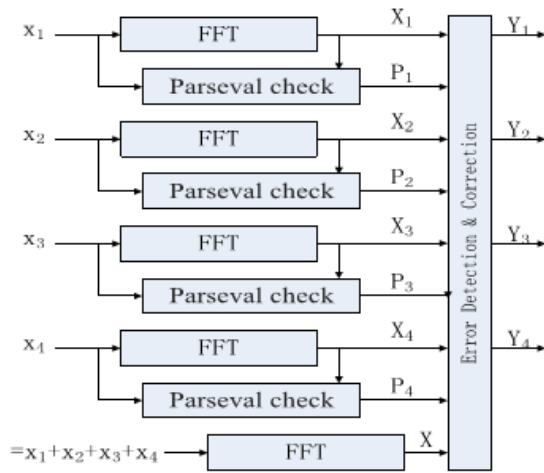 x₁ FFT X₁ Y₁
Parseval check P₁
x₂ FFT X₂ Y₂
Parseval check P₂
x₃ FFT X₃ Y₃
Parseval check P₃
x₄ FFT X₄ Y₄
Parseval check P₄
=x₁+x₂+x₃+x₄ FFT X
Error Detection & Correction